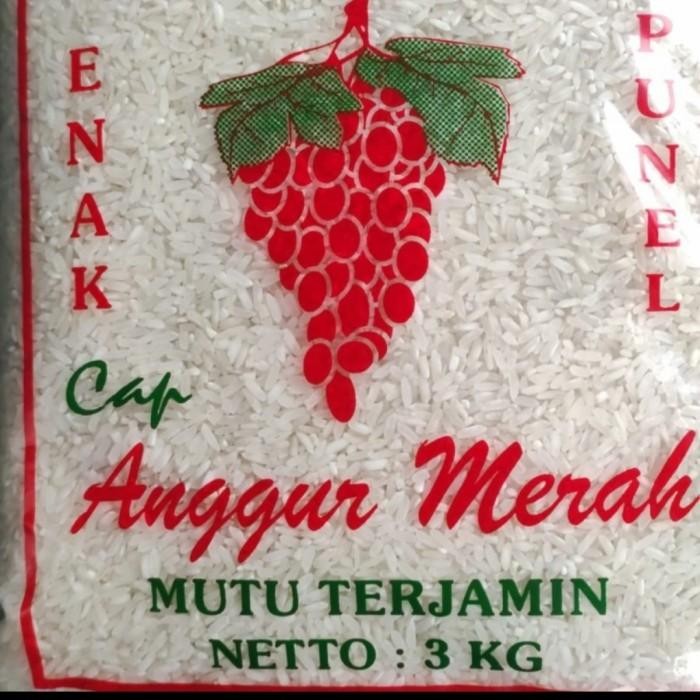 ENAK
PUNEL
Cap
Anggur Merah
MUTU TERJAMIN
NETTO : 3 KG